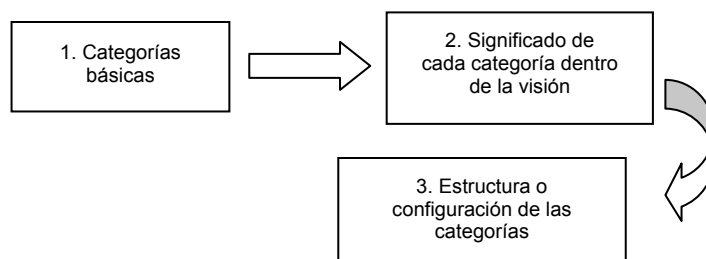 1. Categorías
básicas
2. Significado de
cada categoría dentro
de la visión
3. Estructura o
configuración de las
categorías